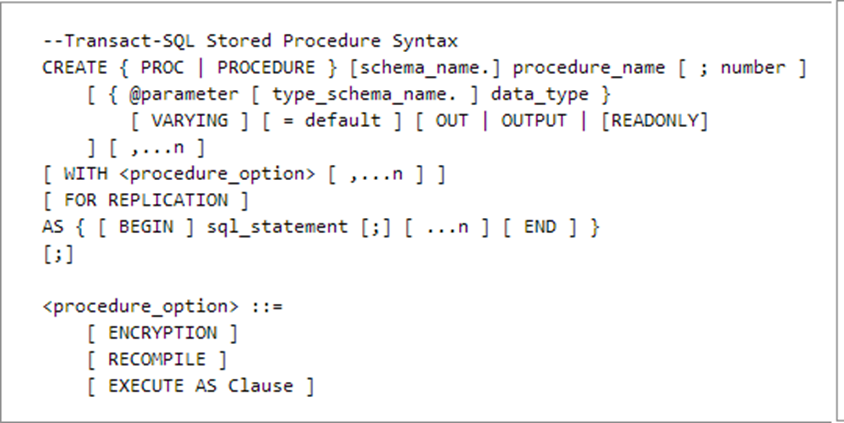 --Transact-SQL Stored Procedure Syntax
CREATE { PROC | PROCEDURE } [schema_name.] procedure_name [ ; number ]
    [ { @parameter [ type_schema_name. ] data_type }
        [ VARYING ] [ = default ] [ OUT | OUTPUT | [READONLY]
    ] [ ,...n ]
[ WITH <procedure_option> [ ,...n ] ]
[ FOR REPLICATION ]
AS { [ BEGIN ] sql_statement [;] [ ...n ] [ END ] }
[;]

<procedure_option> ::=
    [ ENCRYPTION ]
    [ RECOMPILE ]
    [ EXECUTE AS Clause ]